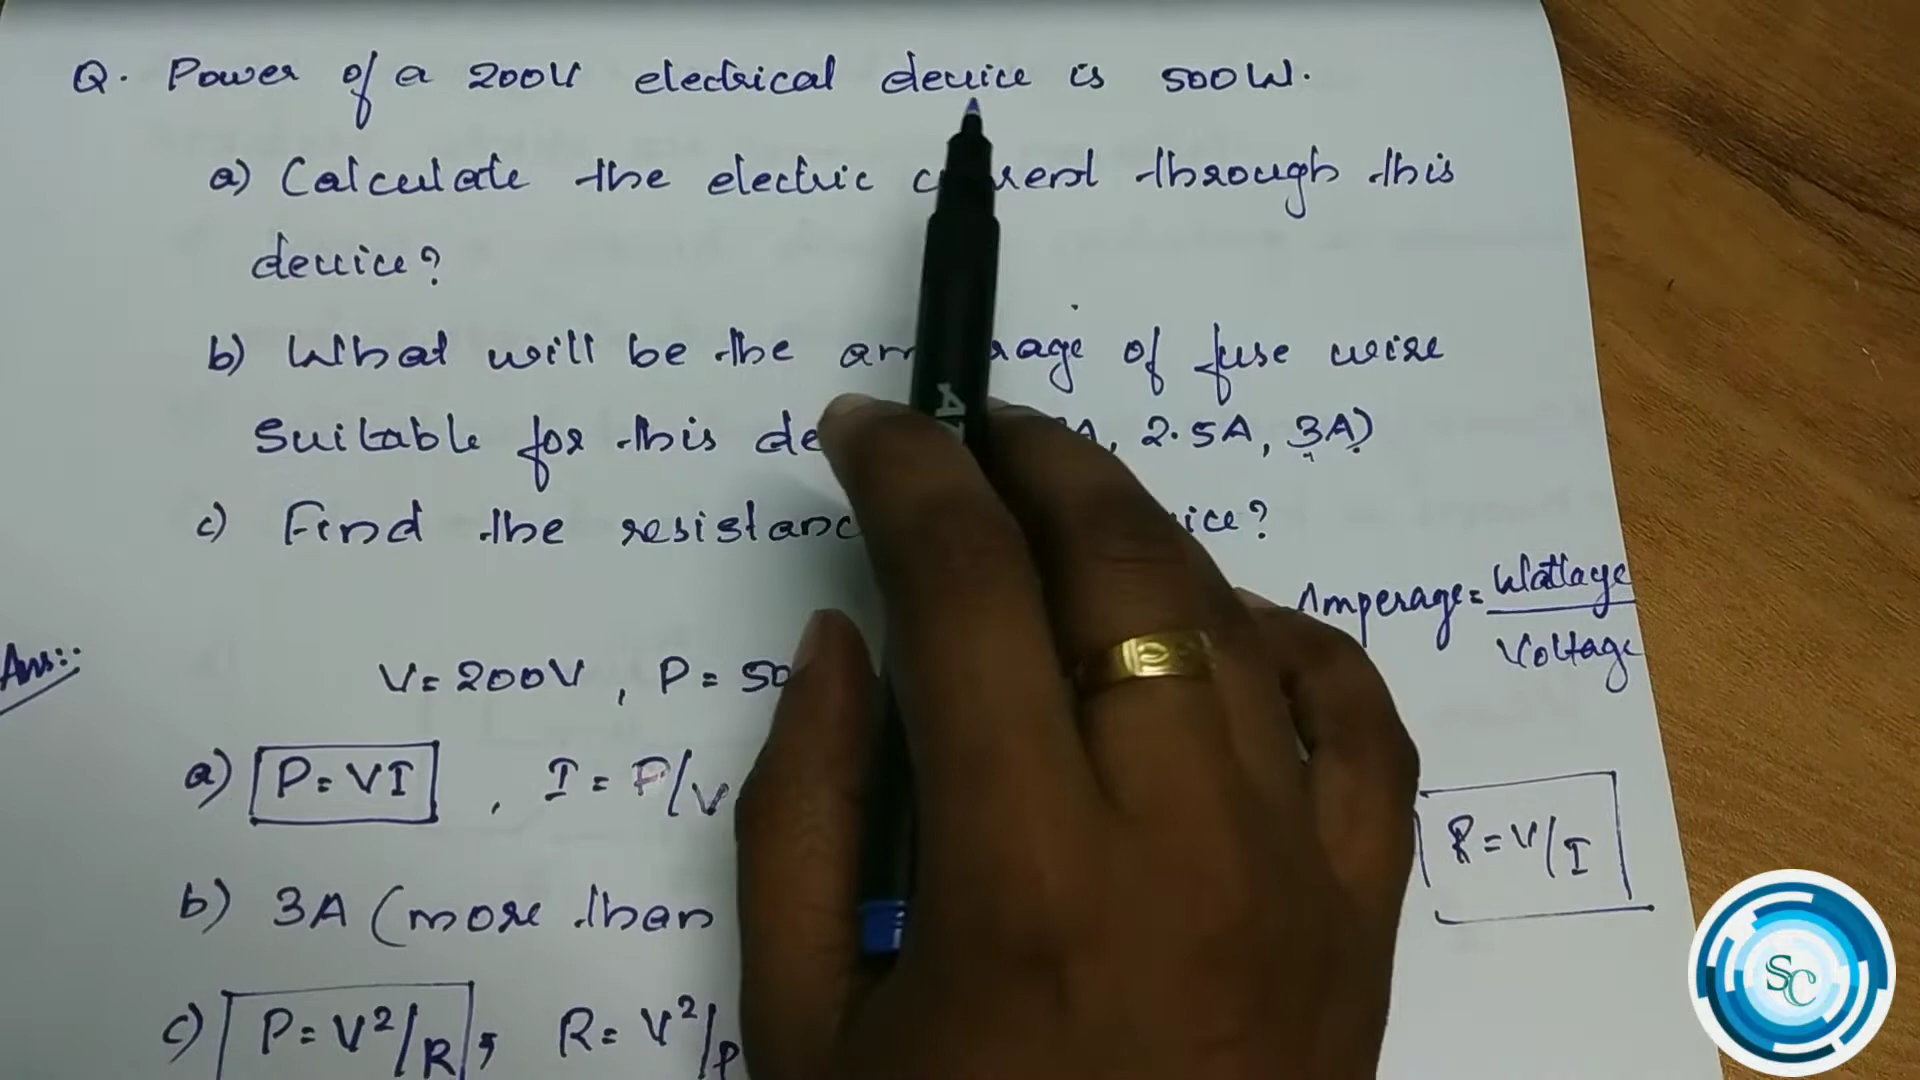 Q. Power of a 200V electrical device is 500W.
a) Calculate the electric through this
device?
b) What will be the of fuse wire
Suitable for this 2.5A, 3A)
c) Find the
Amperage = Wattage
Voltage
Ans:
V = 200V, P =
a) P = VI, I = P/V
R = V/I
b) 3A (more than
c) P = V²/R, R = V²/P
SC